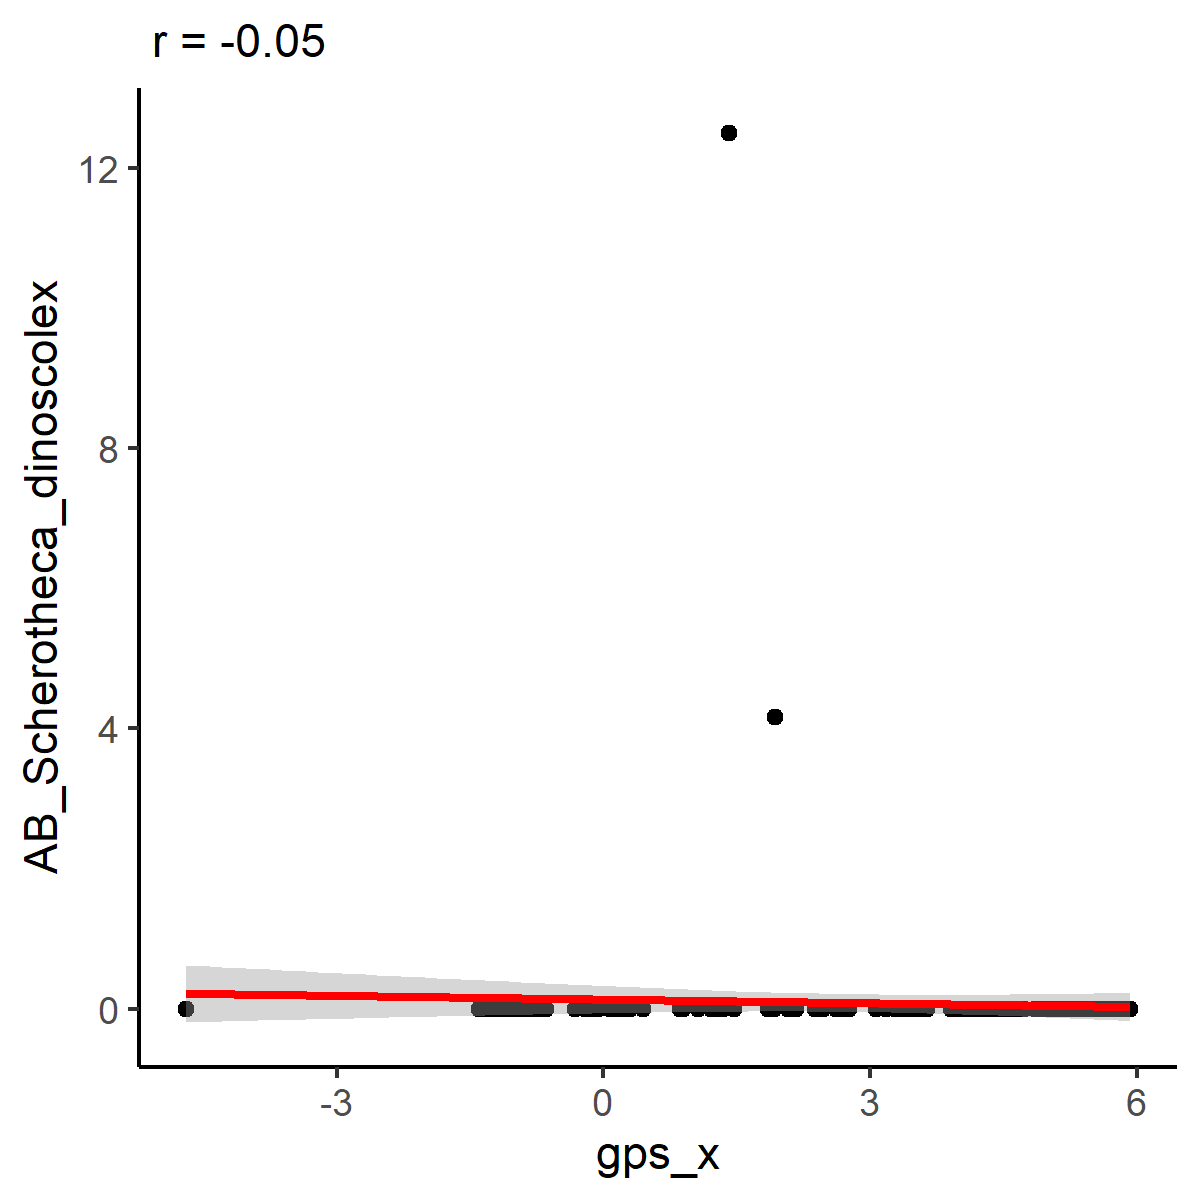 r = -0.05
12
8
4
0
-3
0
3
6
gps_x
AB_Scherotheca_dinoscolex